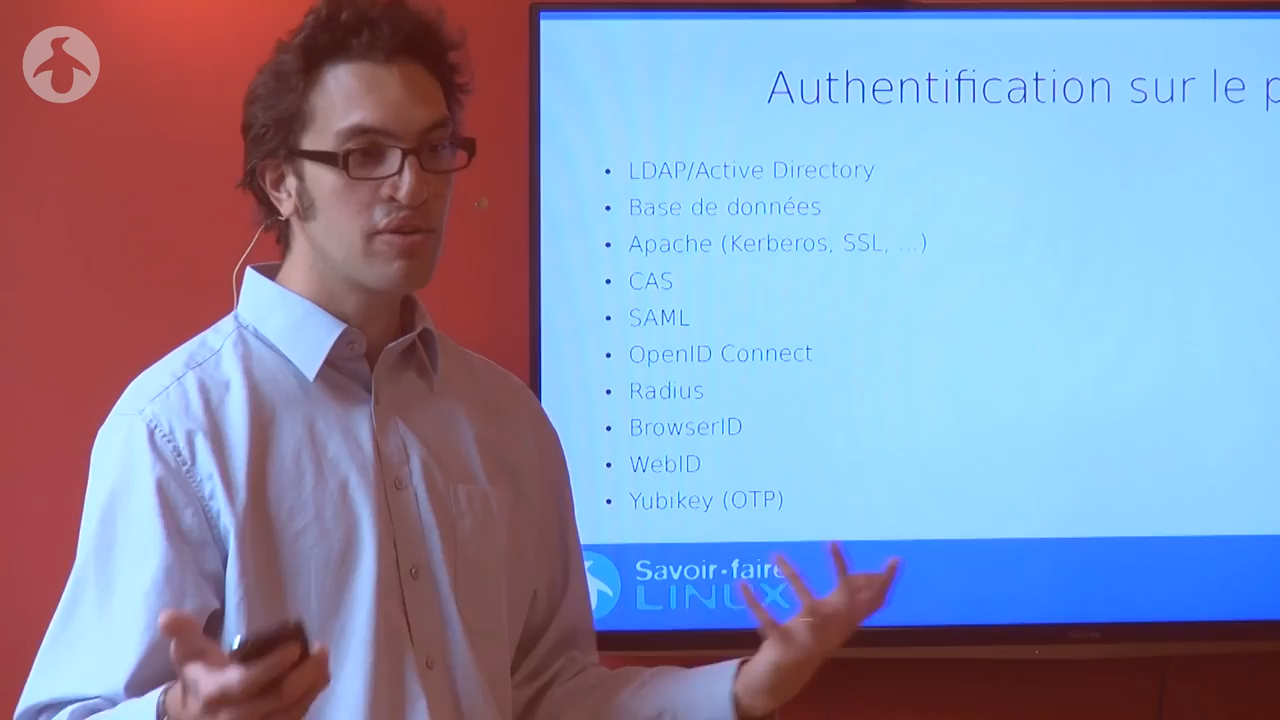 Authentification sur le p
• LDAP/Active Directory
• Base de données
• Apache (Kerberos, SSL, ...)
• CAS
• SAML
• OpenID Connect
• Radius
• BrowserID
• WebID
• Yubikey (OTP)
Savoir-faire
LINUX